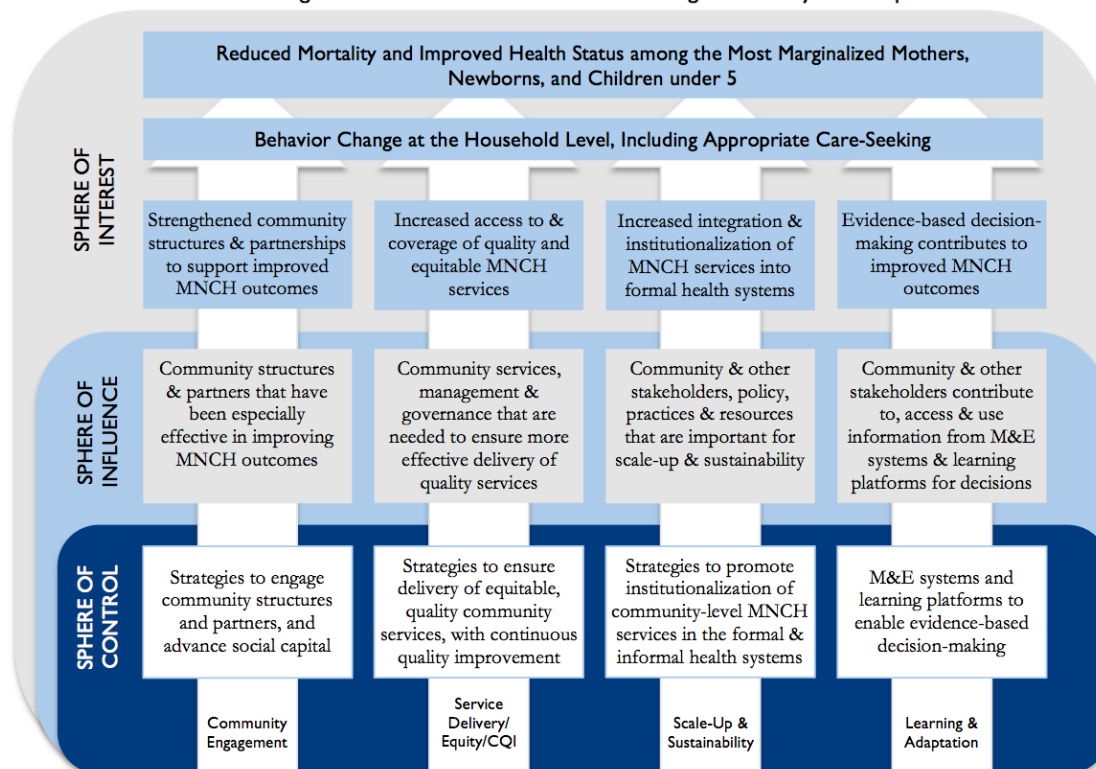 Reduced Mortality and Improved Health Status among the Most Marginalized Mothers,
Newborns, and Children under 5
Behavior Change at the Household Level, Including Appropriate Care-Seeking
SPHERE OF
INTEREST
Strengthened community
structures & partnerships
to support improved
MNCH outcomes
Increased access to &
coverage of quality and
equitable MNCH
services
Increased integration &
institutionalization of
MNCH services into
formal health systems
Evidence-based decision-
making contributes to
improved MNCH
outcomes
SPHERE OF
INFLUENCE
Community structures
& partners that have
been especially
effective in improving
MNCH outcomes
Community services,
management &
governance that are
needed to ensure more
effective delivery of
quality services
Community & other
stakeholders, policy,
practices & resources
that are important for
scale-up & sustainability
Community & other
stakeholders contribute
to, access & use
information from M&E
systems & learning
platforms for decisions
SPHERE OF
CONTROL
Strategies to engage
community structures
and partners, and
advance social capital
Strategies to ensure
delivery of equitable,
quality community
services, with continuous
quality improvement
Strategies to promote
institutionalization of
community-level MNCH
services in the formal &
informal health systems
M&E systems and
learning platforms to
enable evidence-based
decision-making
Community
Engagement
Service
Delivery/
Equity/CQI
Scale-Up &
Sustainability
Learning &
Adaptation